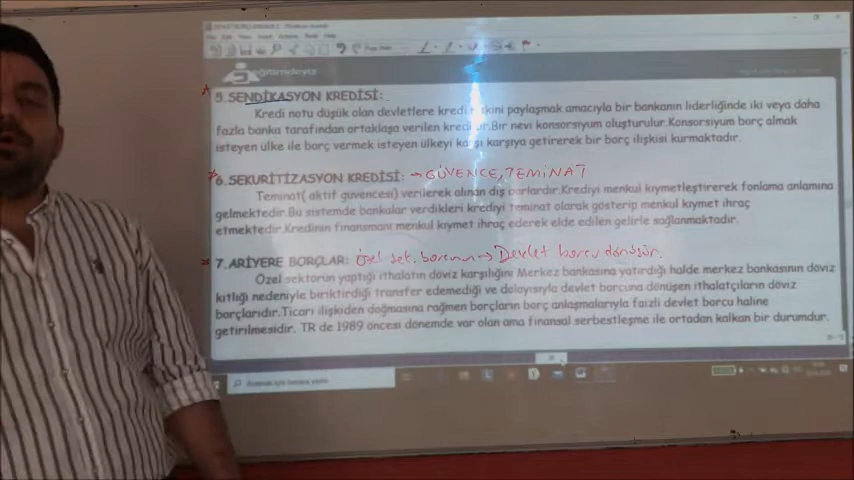 eğitimdeyiz
5.SENDİKASYON KREDİSİ:
Kredi notu düşük olan devletlere kredi riskini paylaşmak amacıyla bir bankanın liderliğinde iki veya daha
fazla banka tarafından ortaklaşa verilen kredidir.Bir nevi konsorsiyum oluşturulur.Konsorsiyum borç almak
isteyen ülke ile borç vermek isteyen ülkeyi karşı karşıya getirerek bir borç ilişkisi kurmaktadır.
6.SEKURİTİZASYON KREDİSİ: → GÜVENCE, TEMİNAT
Teminat( aktif güvencesi) verilerek alınan dış borlardır.Krediyi menkul kıymetleştirerek fonlama anlamına
gelmektedir.Bu sistemde bankalar verdikleri krediyi teminat olarak gösterip menkul kıymet ihraç
etmektedir.Kredinin finansmanı menkul kıymet ihraç ederek elde edilen gelirle sağlanmaktadır.
7.ARİYERE BORÇLAR: Özel sek. borcunun → Devlet borcu dönüşür.
Özel sektörün yaptığı ithalatın döviz karşılığını Merkez bankasına yatırdığı halde merkez bankasının döviz
kıtlığı nedeniyle biriktirdiği transfer edemediği ve dolayısıyla devlet borcuna dönüşen ithalatçıların döviz
borçlarıdır.Ticari ilişkiden doğmasına rağmen borçların borç anlaşmalarıyla faizli devlet borcu haline
getirilmesidir. TR de 1989 öncesi dönemde var olan ama finansal serbestleşme ile ortadan kalkan bir durumdur.